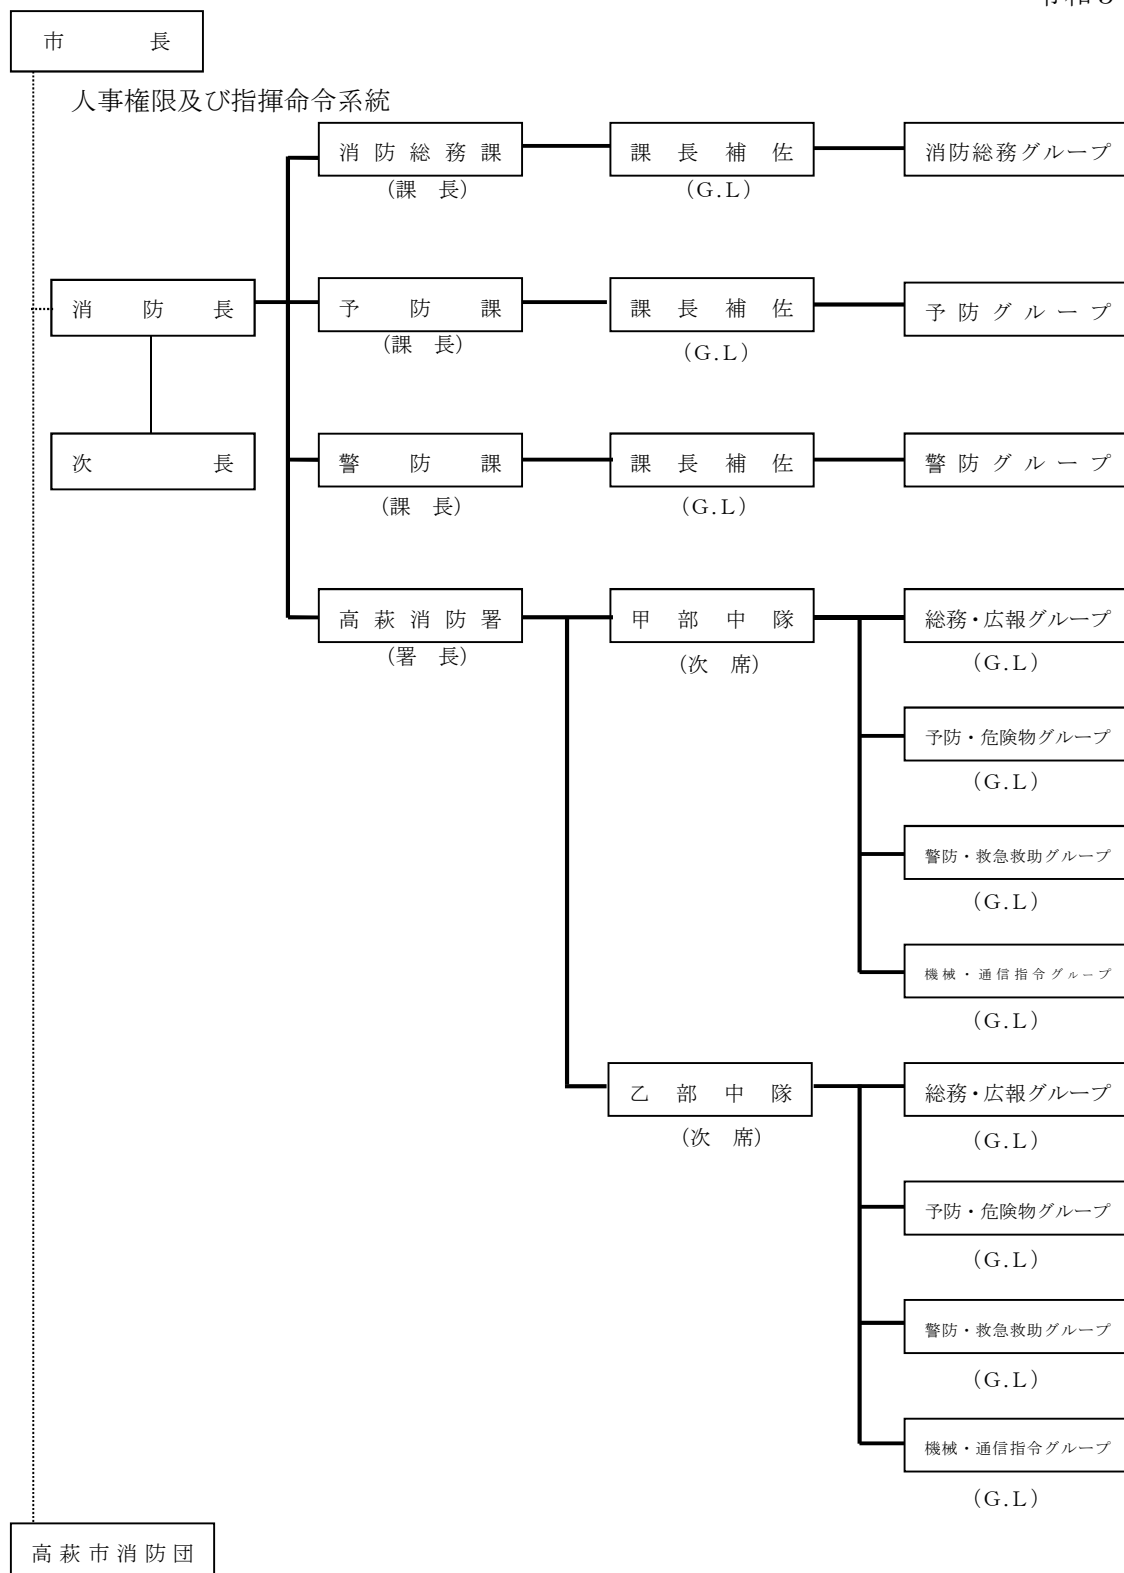 市長
人事権限及び指揮命令系統
消防総務課 課長補佐 消防総務グループ
(課 長) (G.L)
消防長 予防課 課長補佐 予防グループ
(課 長) (G.L)
次長 警防課 課長補佐 警防グループ
(課 長) (G.L)
高萩消防署 甲部中隊 総務・広報グループ
(署 長) (次 席) (G.L)
予防・危険物グループ
(G.L)
警防・救急救助グループ
(G.L)
機械・通信指令グループ
(G.L)
乙部中隊 総務・広報グループ
(次 席) (G.L)
予防・危険物グループ
(G.L)
警防・救急救助グループ
(G.L)
機械・通信指令グループ
(G.L)
高萩市消防団